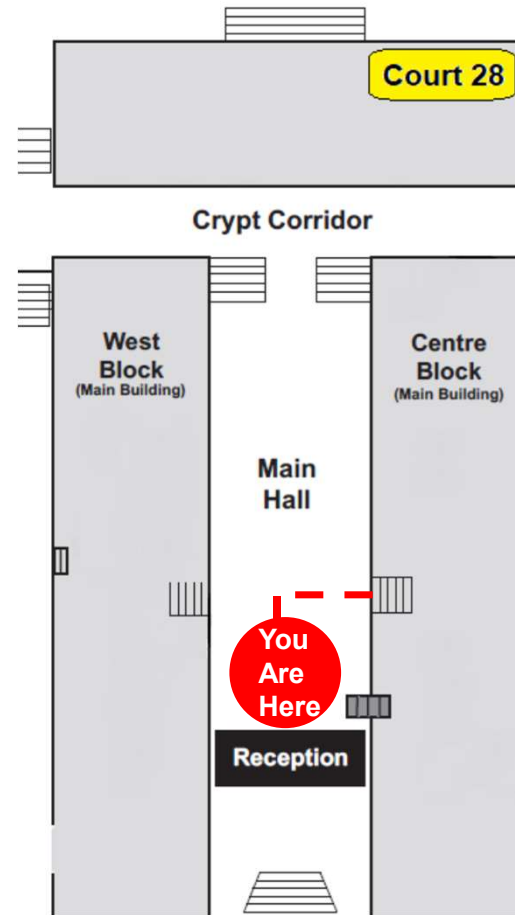 Court 28
Crypt Corridor
West
Block
(Main Building)
Centre
Block
(Main Building)
Main
Hall
You
Are
Here
Reception